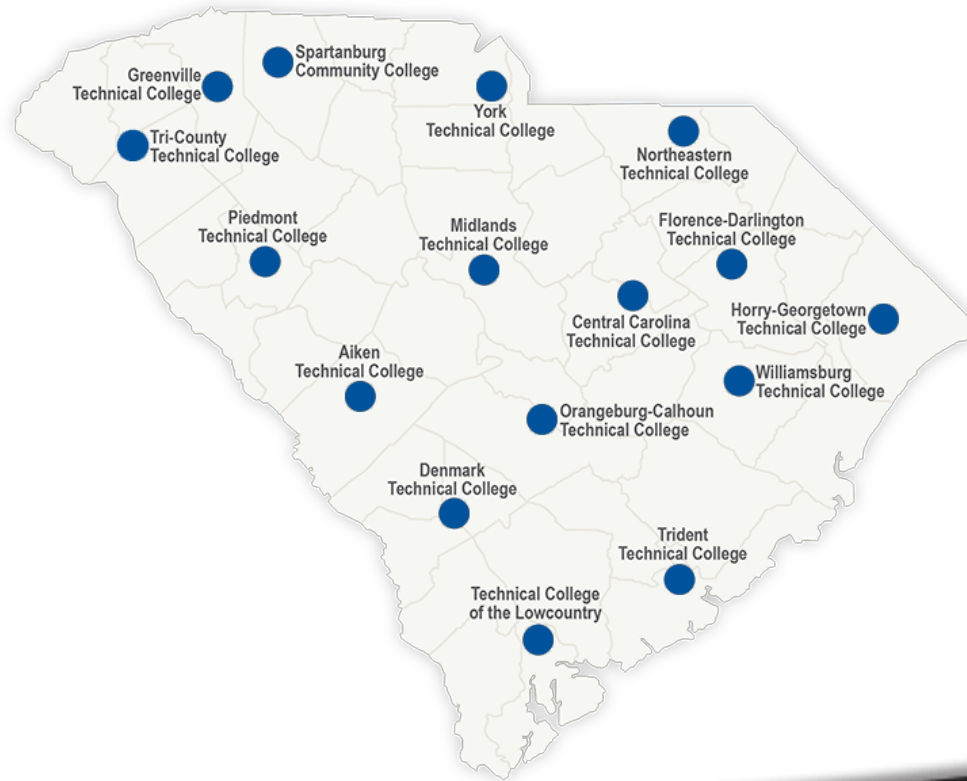 Spartanburg
Community College
Greenville
Technical College
York
Technical College
Tri-County
Technical College
Northeastern
Technical College
Piedmont
Technical College
Midlands
Technical College
Florence-Darlington
Technical College
Central Carolina
Technical College
Horry-Georgetown
Technical College
Aiken
Technical College
Williamsburg
Technical College
Orangeburg-Calhoun
Technical College
Denmark
Technical College
Trident
Technical College
Technical College
of the Lowcountry